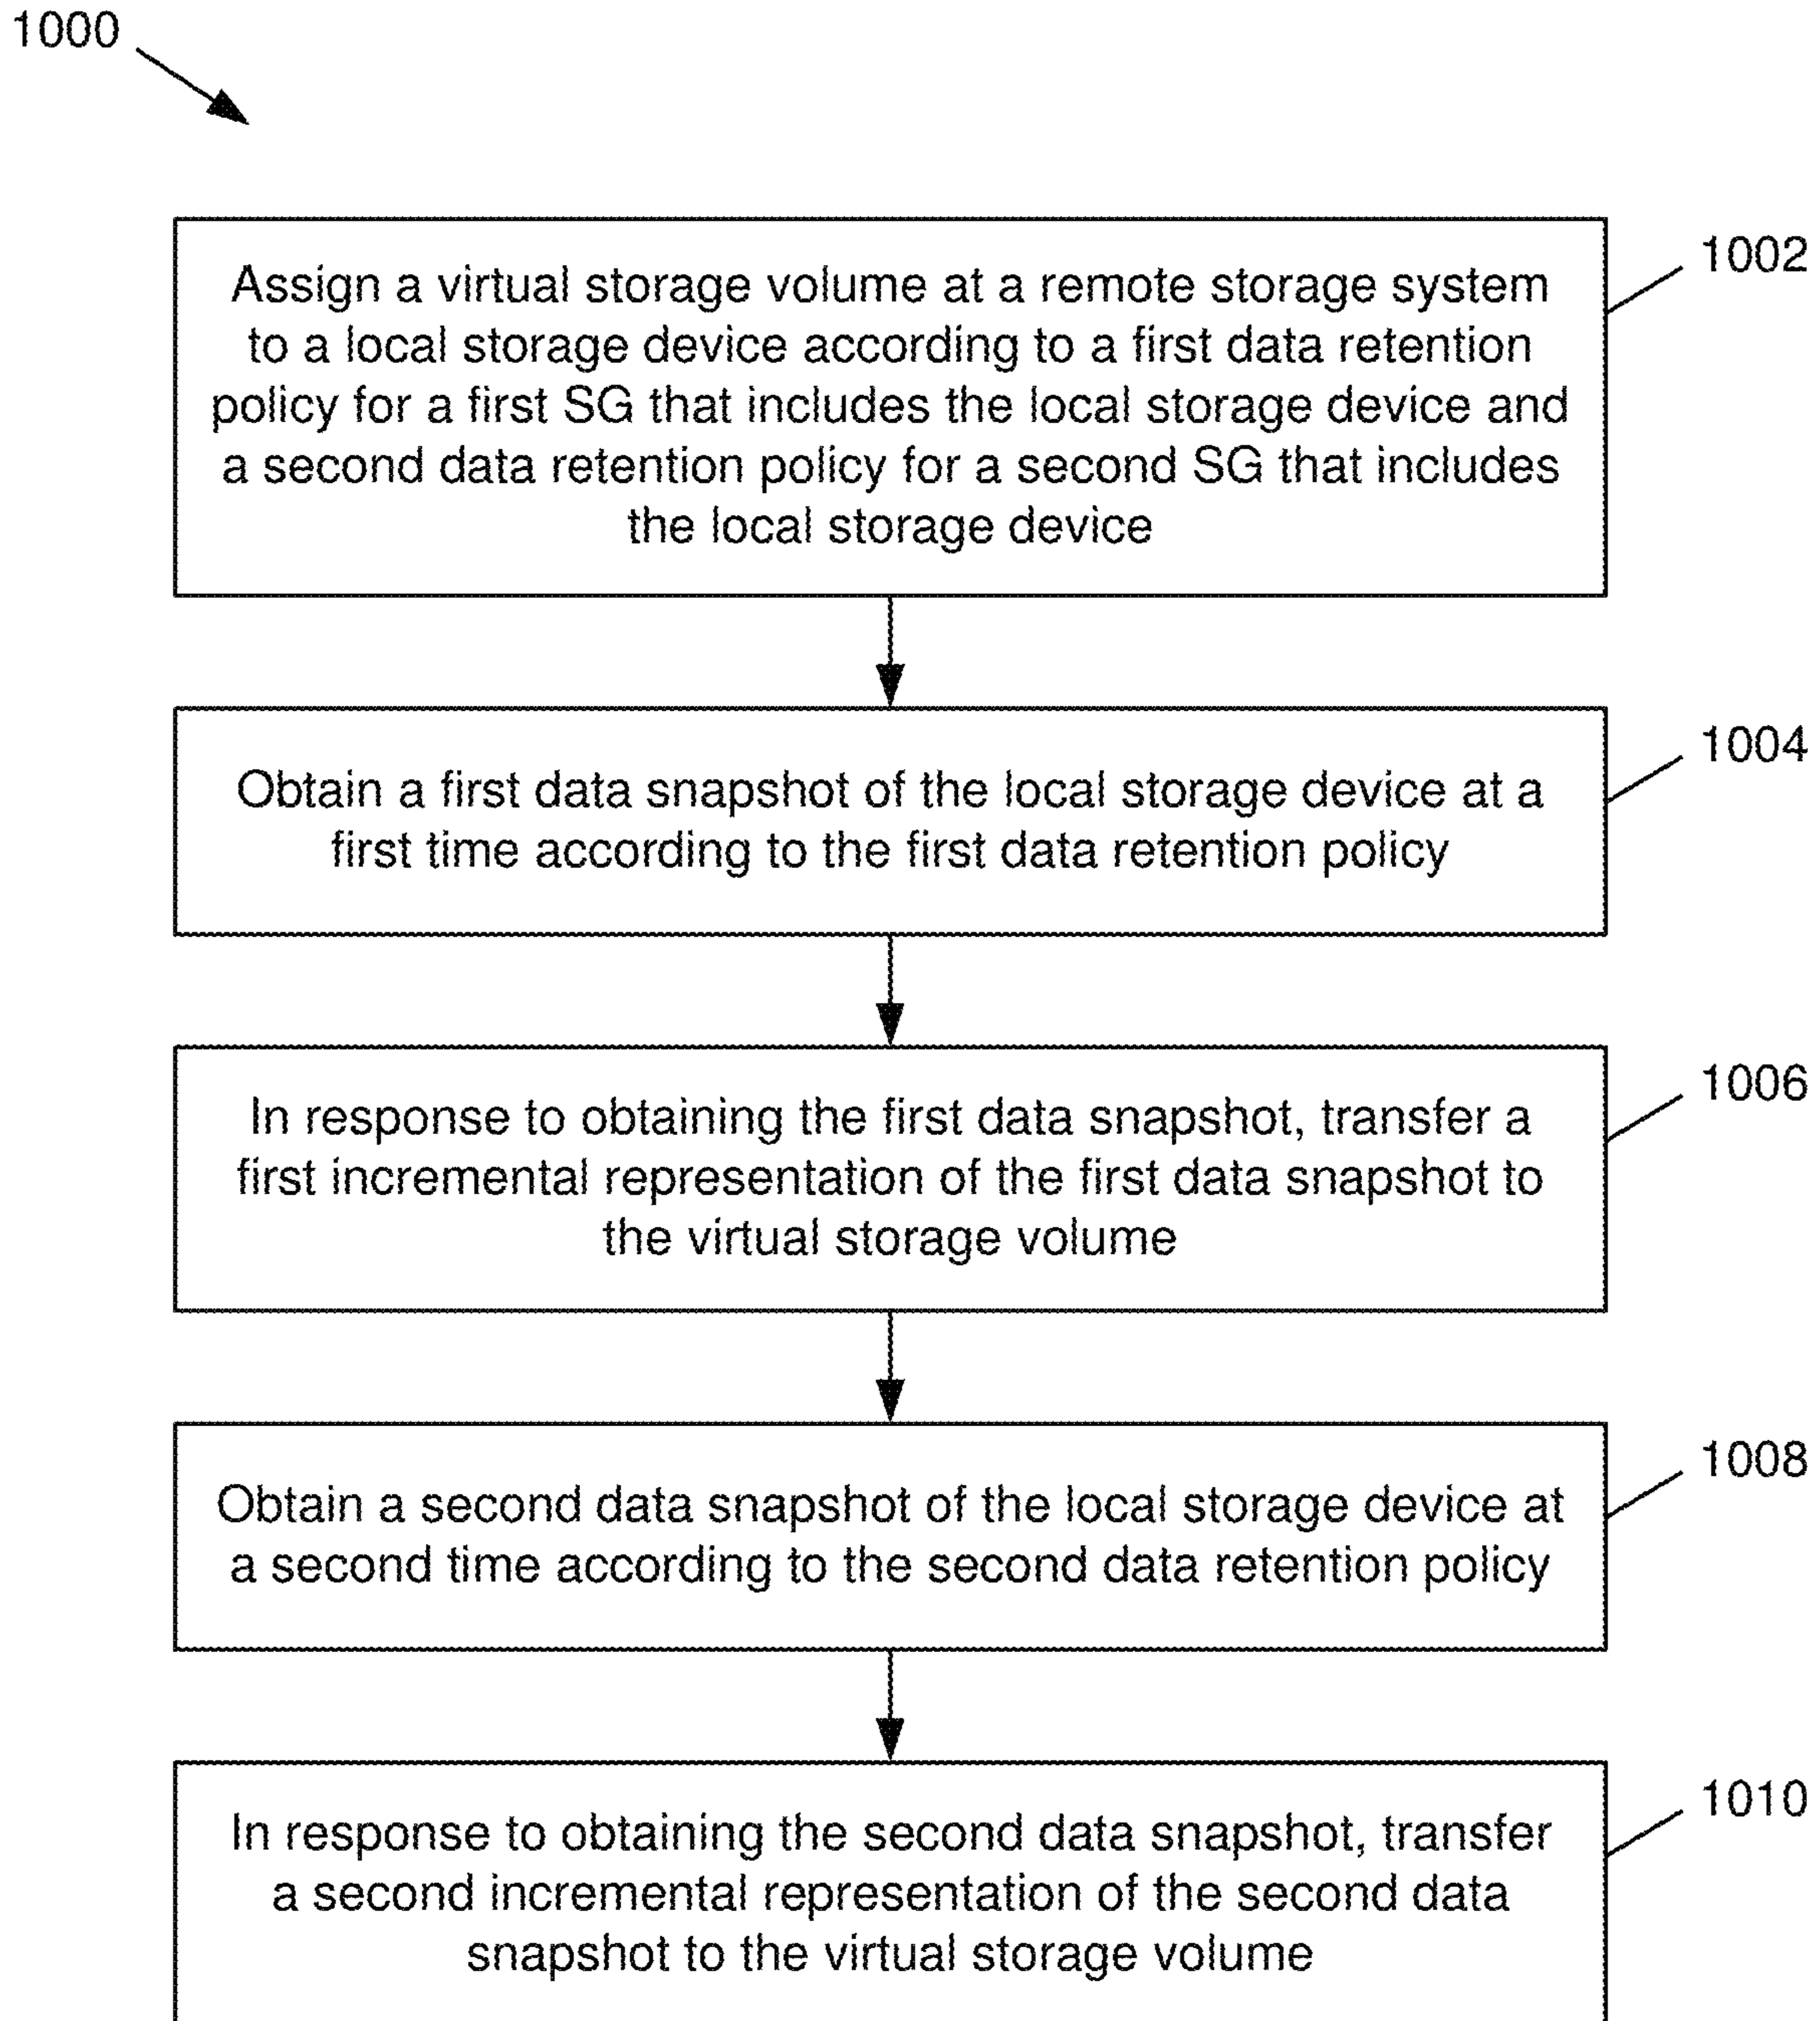 1000
Assign a virtual storage volume at a remote storage system
to a local storage device according to a first data retention
policy for a first SG that includes the local storage device and
a second data retention policy for a second SG that includes
the local storage device
1002
Obtain a first data snapshot of the local storage device at a
first time according to the first data retention policy
1004
In response to obtaining the first data snapshot, transfer a
first incremental representation of the first data snapshot to
the virtual storage volume
1006
Obtain a second data snapshot of the local storage device at
a second time according to the second data retention policy
1008
In response to obtaining the second data snapshot, transfer
a second incremental representation of the second data
snapshot to the virtual storage volume
1010